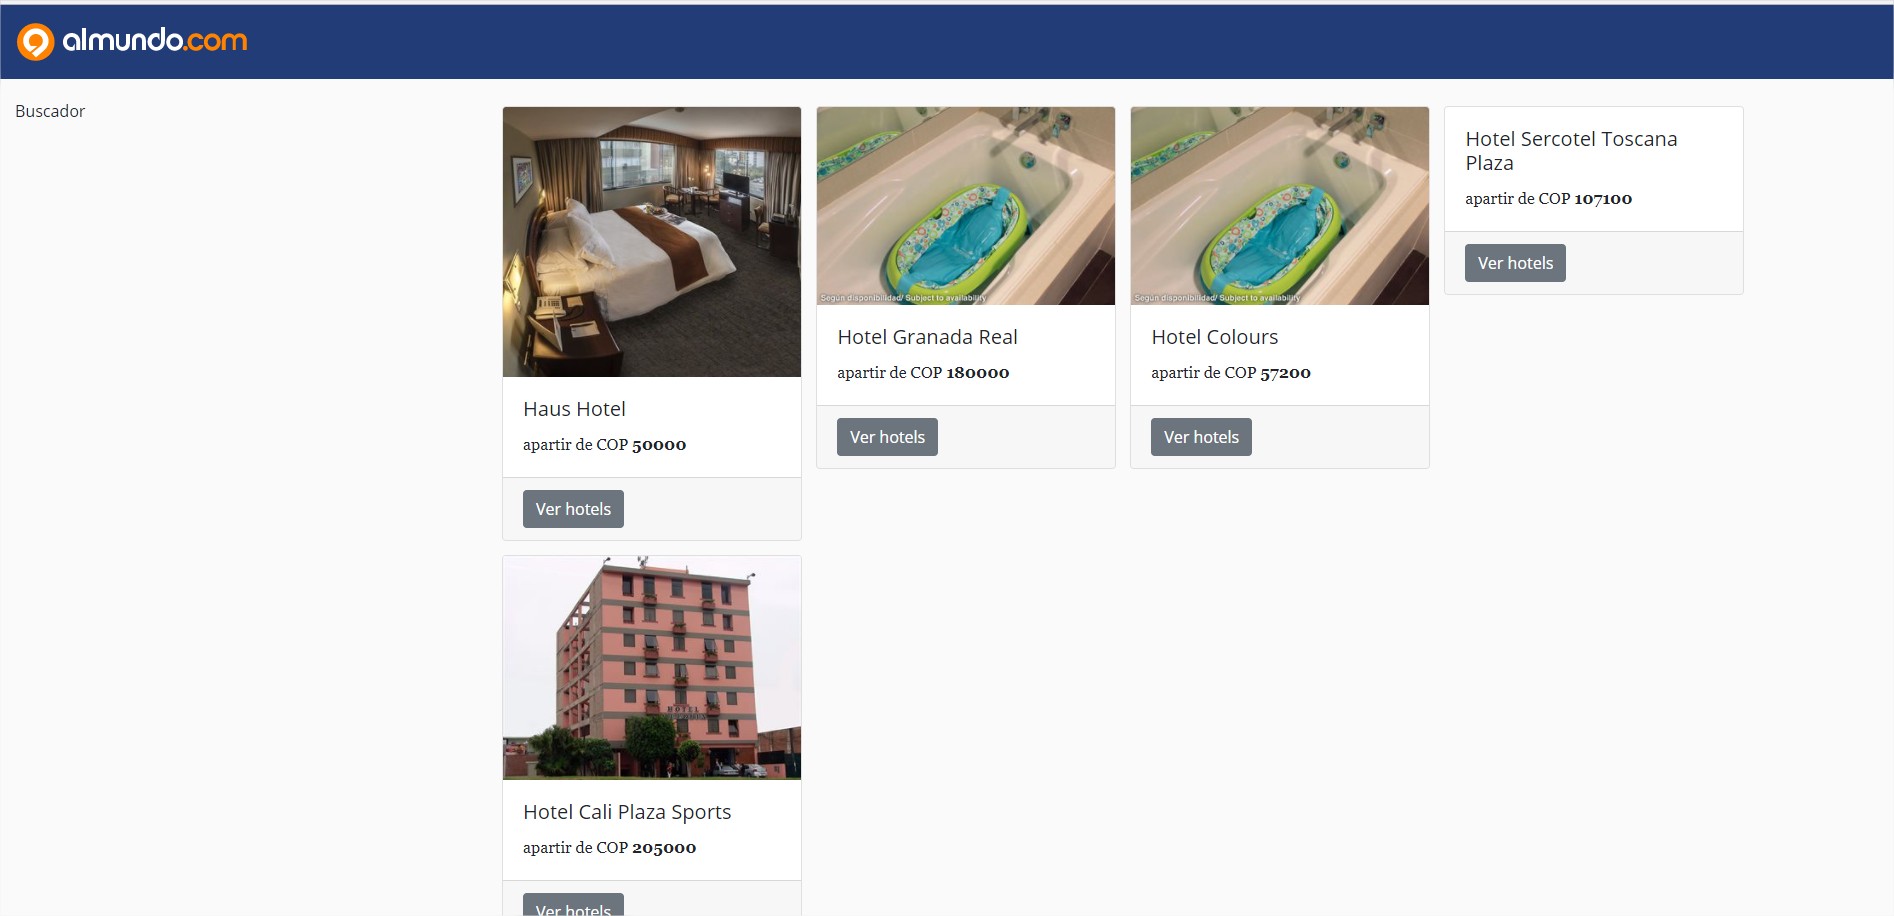 almundo.com
Buscador
Haus Hotel
apartir de COP 50000
Ver hotels
Según disponibilidad/ Subject to availability
Hotel Granada Real
apartir de COP 180000
Ver hotels
Según disponibilidad/ Subject to availability
Hotel Colours
apartir de COP 57200
Ver hotels
Hotel Sercotel Toscana
Plaza
apartir de COP 107100
Ver hotels
HOTEL
Hotel Cali Plaza Sports
apartir de COP 205000
Ver hotels